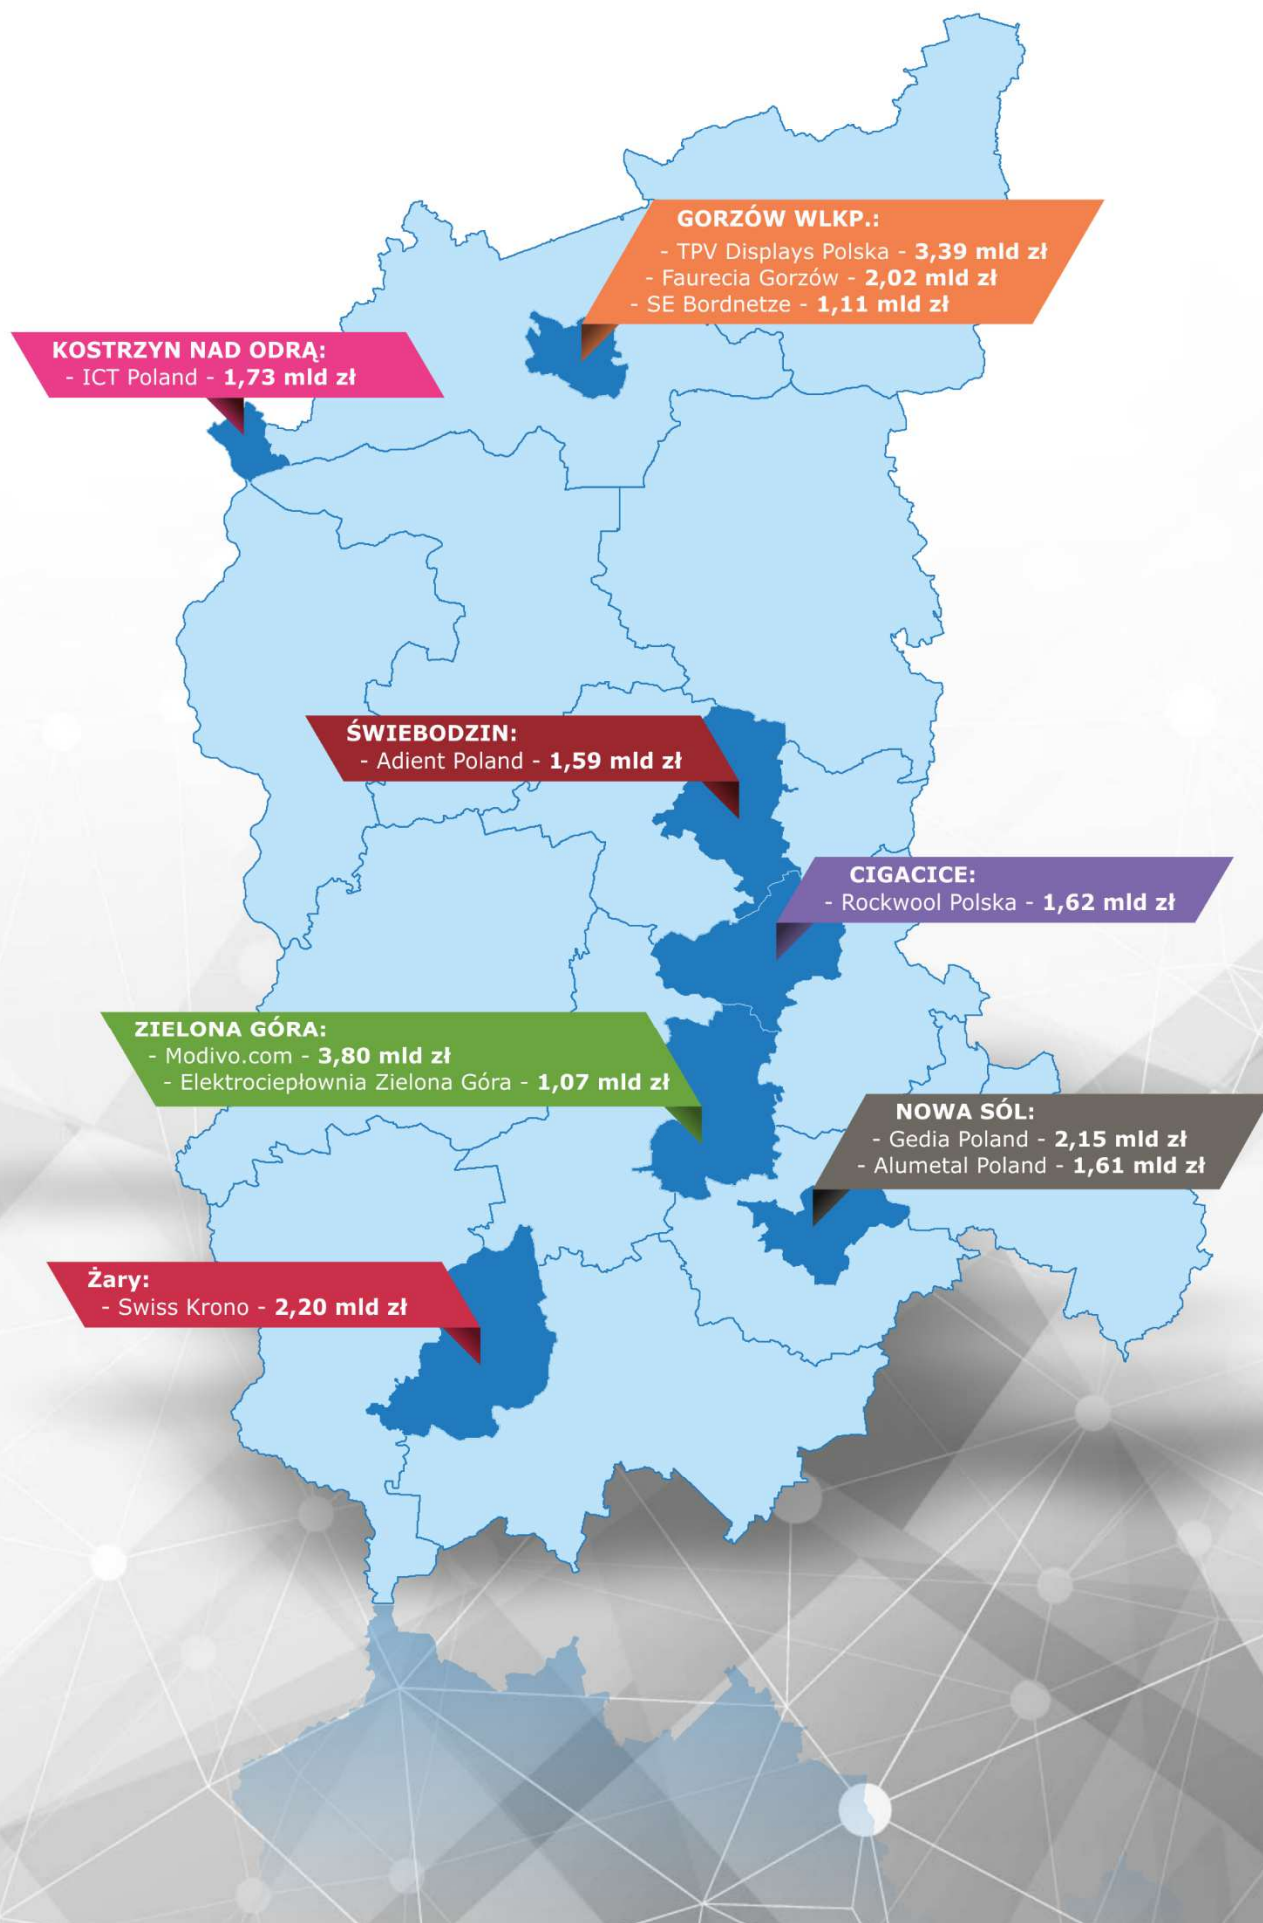 GORZÓW WLKP.:
- TPV Displays Polska - 3,39 mld zł
- Faurecia Gorzów - 2,02 mld zł
- SE Bordnetze - 1,11 mld zł
KOSTRZYN NAD ODRĄ:
- ICT Poland - 1,73 mld zł
ŚWIEBODZIN:
- Adient Poland - 1,59 mld zł
CIGACICE:
- Rockwool Polska - 1,62 mld zł
ZIELONA GÓRA:
- Modivo.com - 3,80 mld zł
- Elektrociepłownia Zielona Góra - 1,07 mld zł
NOWA SÓL:
- Gedia Poland - 2,15 mld zł
- Alumetal Poland - 1,61 mld zł
Żary:
- Swiss Krono - 2,20 mld zł